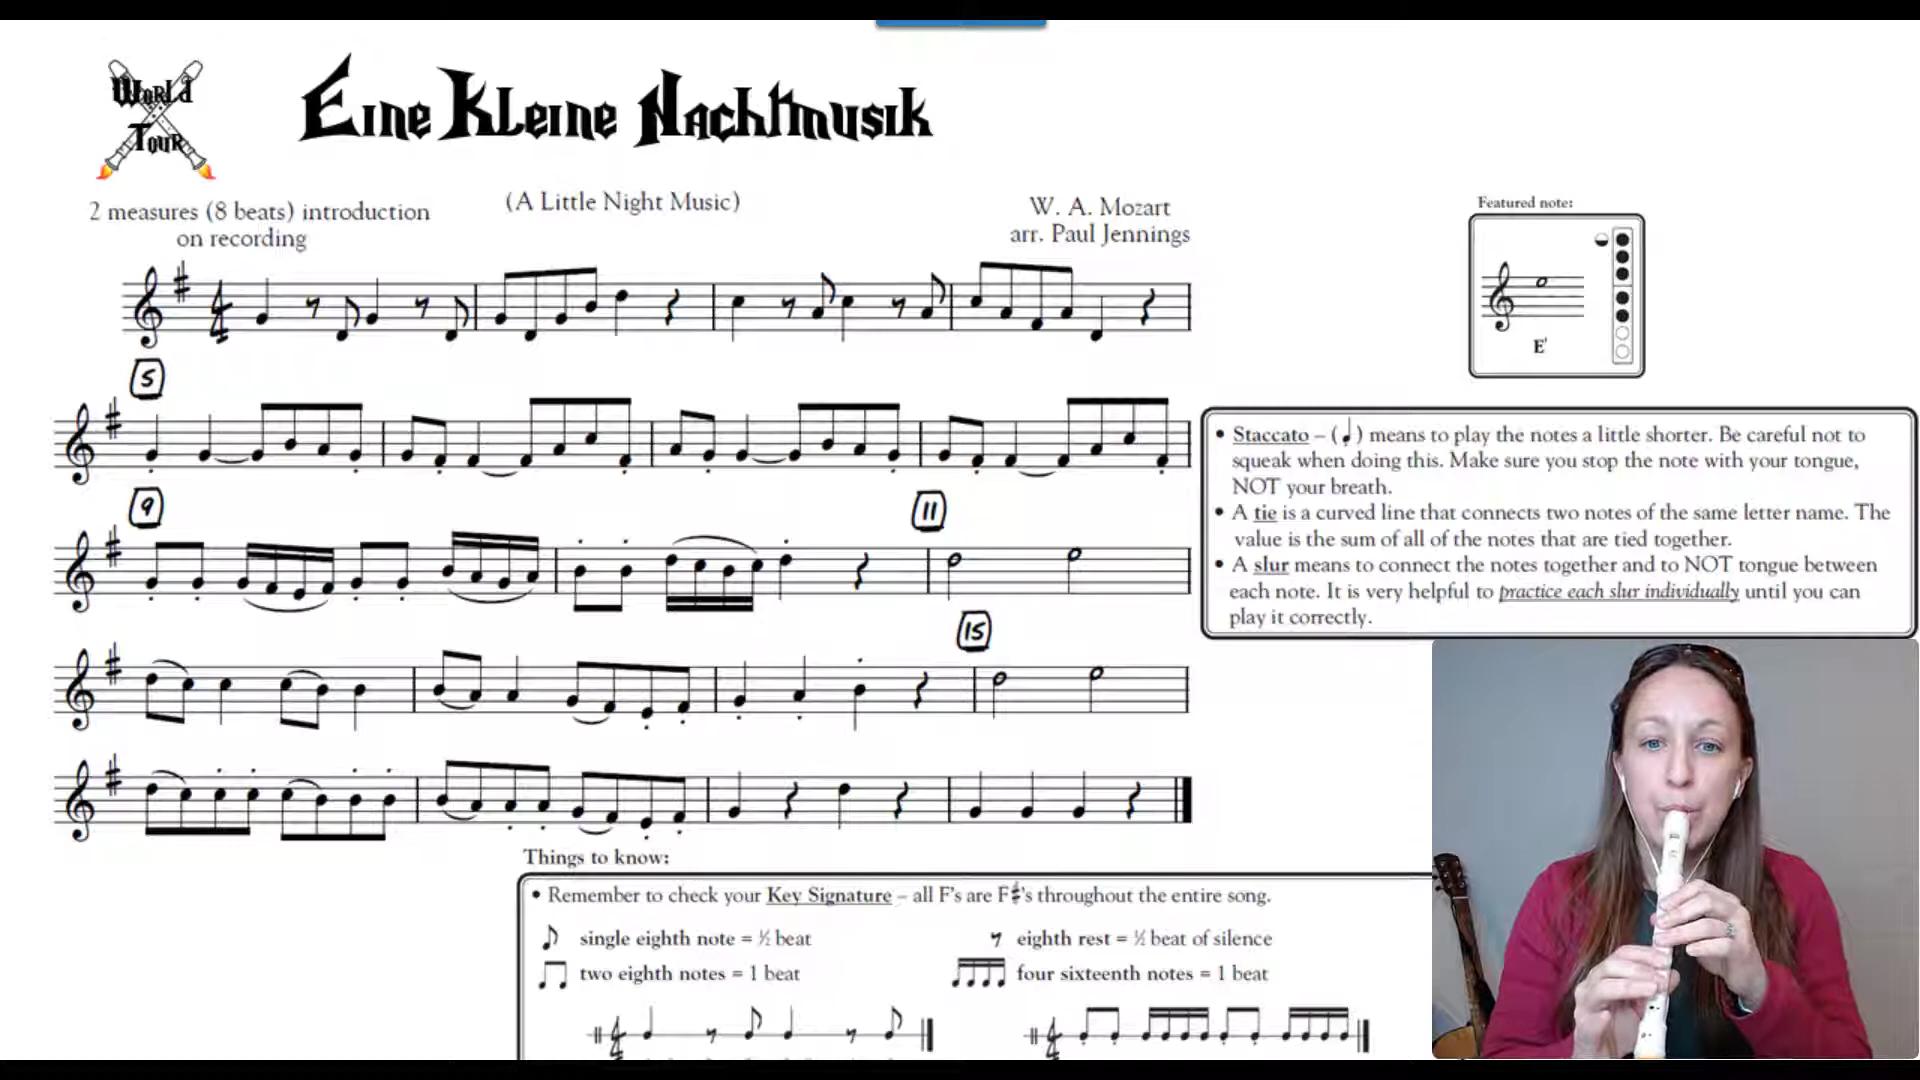 World
Tour
Eine Kleine Nachtmusik
2 measures (8 beats) introduction
on recording
(A Little Night Music)
W. A. Mozart
arr. Paul Jennings
Featured note:
E'
5
9
11
15
• Staccato – (♩) means to play the notes a little shorter. Be careful not to
squeak when doing this. Make sure you stop the note with your tongue,
NOT your breath.
• A tie is a curved line that connects two notes of the same letter name. The
value is the sum of all of the notes that are tied together.
• A slur means to connect the notes together and to NOT tongue between
each note. It is very helpful to practice each slur individually until you can
play it correctly.
Things to know:
• Remember to check your Key Signature – all F's are F♯'s throughout the entire song.
single eighth note = ½ beat
eighth rest = ½ beat of silence
two eighth notes = 1 beat
four sixteenth notes = 1 beat